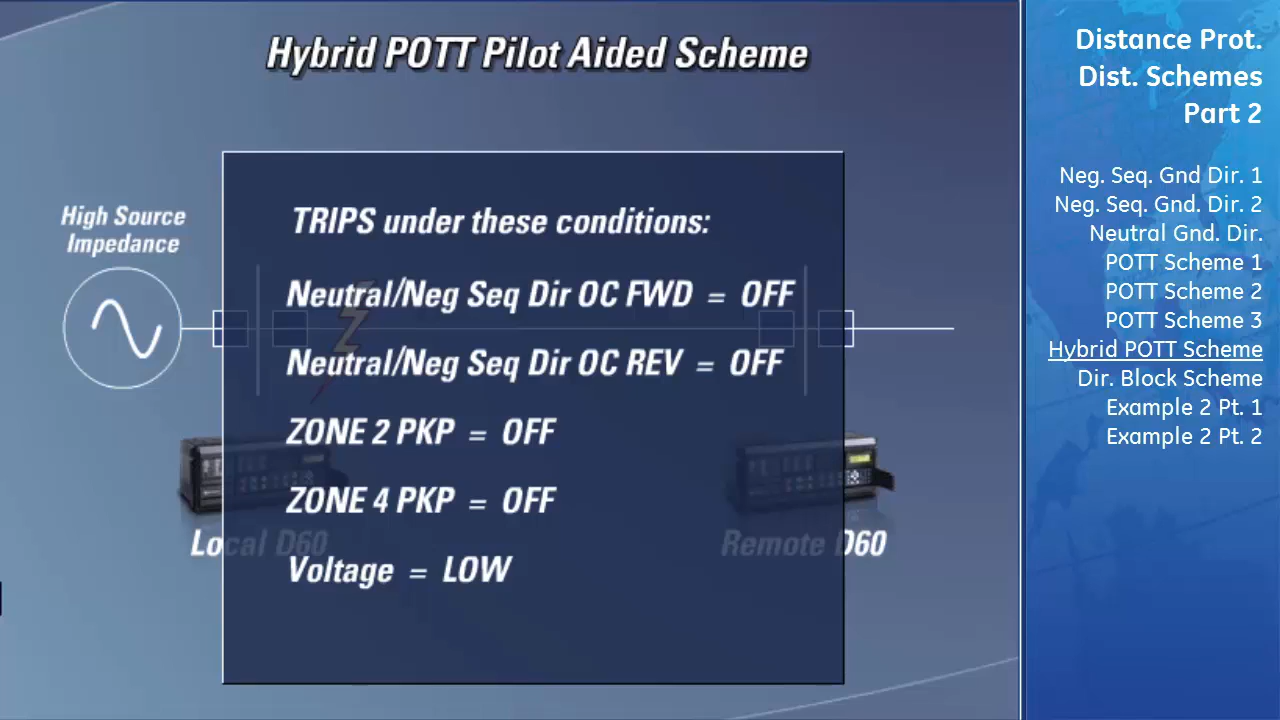 Hybrid POTT Pilot Aided Scheme
High Source
Impedance
TRIPS under these conditions:
Neutral/Neg Seq Dir OC FWD = OFF
Neutral/Neg Seq Dir OC REV = OFF
ZONE 2 PKP = OFF
ZONE 4 PKP = OFF
Voltage = LOW
Local D60
Remote D60
Distance Prot.
Dist. Schemes
Part 2
Neg. Seq. Gnd Dir. 1
Neg. Seq. Gnd. Dir. 2
Neutral Gnd. Dir.
POTT Scheme 1
POTT Scheme 2
POTT Scheme 3
Hybrid POTT Scheme
Dir. Block Scheme
Example 2 Pt. 1
Example 2 Pt. 2